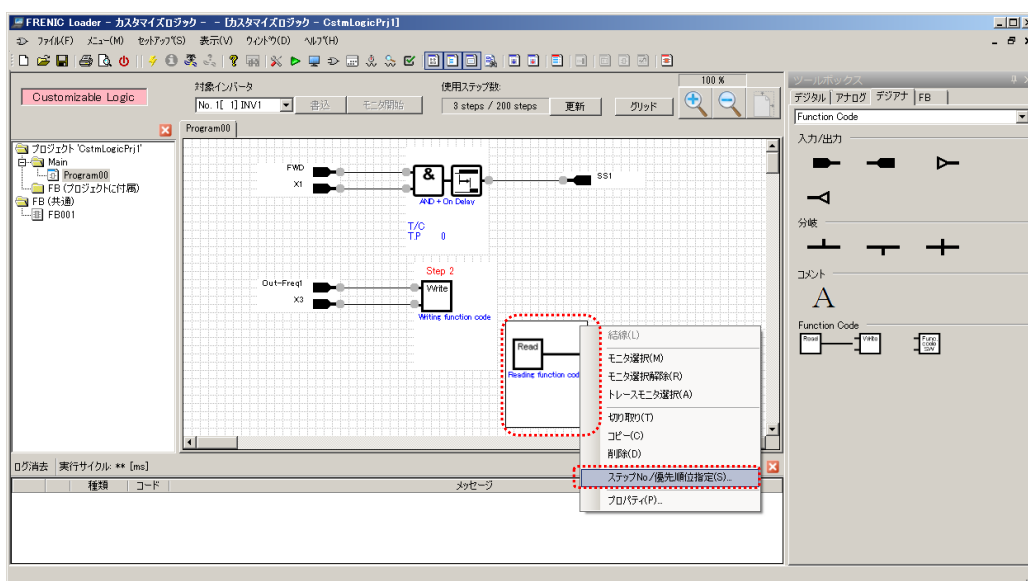 FRENIC Loader - カスタマイズロジック - - [カスタマイズロジック - CstmLogicPrj1]
ファイル(F) メニュー(M) セットアップ(S) 表示(V) ウィンドウ(D) ヘルプ(H)
Customizable Logic
対象インバータ
No. 1[ 1] INV1
書込
モニタ開始
使用ステップ数:
3 steps / 200 steps
更新
グリッド
100 %
プロジェクト 'CstmLogicPrj1'
Main
Program00
FB (プロジェクトに付属)
FB (共通)
FB001
Program00
FWD
X1
&
AND + On Delay
SS1
T/C
T.P 0
Step 2
Out-Freq1
X3
Write
Writing function code
Read
Reading function cod
結線(L)
モニタ選択(M)
モニタ選択解除(R)
トレースモニタ選択(A)
切り取り(T)
コピー(C)
削除(D)
ステップNo./優先順位指定(S)...
プロパティ(P)...
ツールボックス
デジタル アナログ デジアナ FB
Function Code
入力/出力
分岐
コメント
A
Function Code
Read
Write
Func code SW
ログ消去 実行サイクル: ** [ms]
種類 コード メッセージ